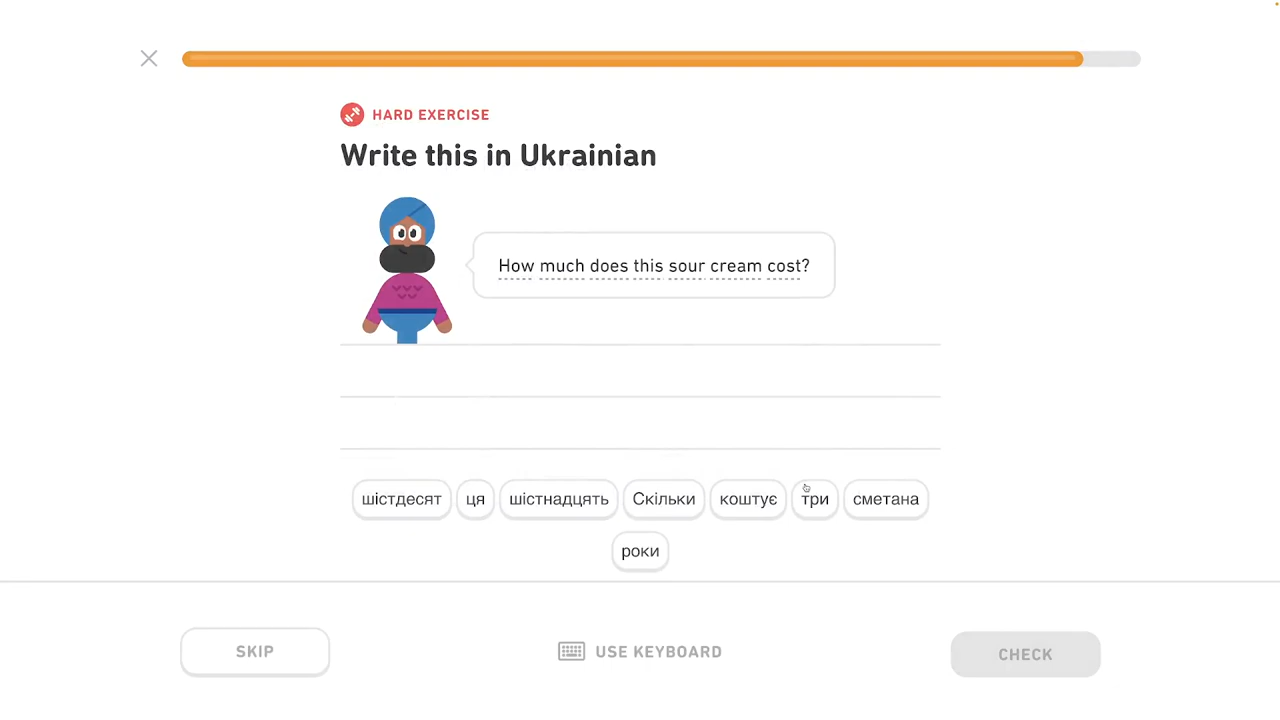 HARD EXERCISE
Write this in Ukrainian
How much does this sour cream cost?
шістдесят ця шістнадцять Скільки коштує три сметана
роки
SKIP USE KEYBOARD CHECK